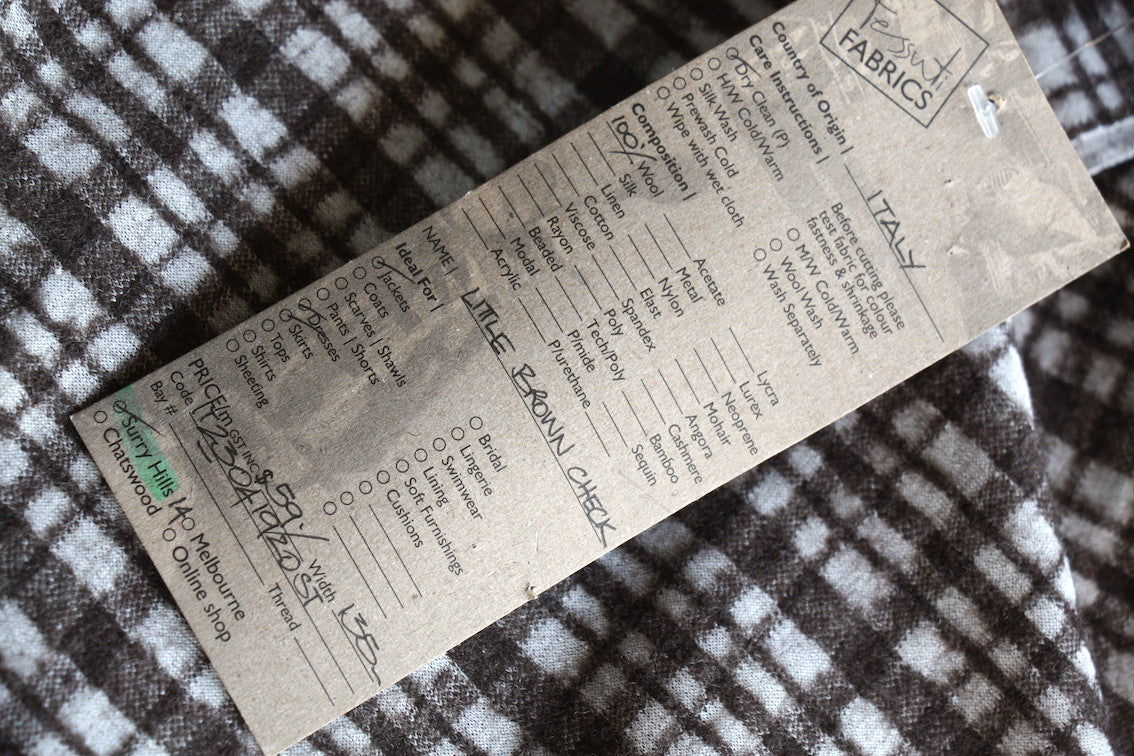 Tessuti
FABRICS
Country of Origin | ITALY
Care Instructions |
Dry Clean (P)
H/W Cold/Warm
Silk Wash
Prewash Cold
Wipe with wet cloth
Before cutting please
test fabric for colour
fastness & shrinkage
M/W Cold/Warm
Wool Wash
Wash Separately
Composition |
100% Wool
Silk
Linen
Cotton
Viscose
Rayon
Beaded
Modal
Acrylic
Acetate
Metal
Nylon
Elast
Spandex
Poly
Tech/Poly
P/mide
P/urethane
Lycra
Lurex
Neoprene
Mohair
Angora
Cashmere
Bamboo
Sequin
NAME | LITTLE BROWN CHECK
Ideal For |
Jackets
Coats
Scarves | Shawls
Pants | Shorts
Dresses
Skirts
Tops
Shirts
Sheeting
Bridal
Lingerie
Swimwear
Lining
Soft Furnishings
Cushions
PRICE/m GST INC $59/ Width 135
Code
Bay # Thread
Surry Hills 14 Melbourne
Chatswood Online shop